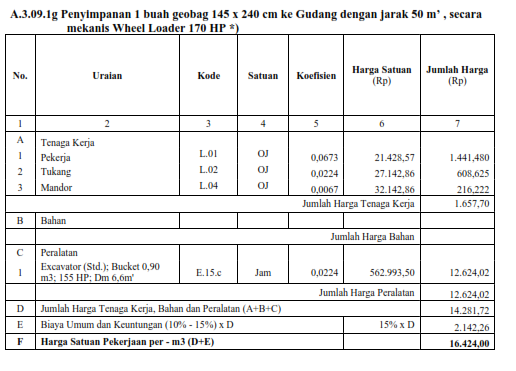 A.3.09.1g Penyimpanan 1 buah geobag 145 x 240 cm ke Gudang dengan jarak 50 m' , secara
mekanis Wheel Loader 170 HP *)
No. Uraian Kode Satuan Koefisien Harga Satuan (Rp) Jumlah Harga (Rp)
1 2 3 4 5 6 7
A Tenaga Kerja
1 Pekerja L.01 OJ 0,0673 21.428,57 1.441,480
2 Tukang L.02 OJ 0,0224 27.142,86 608,625
3 Mandor L.04 OJ 0,0067 32.142,86 216,222
Jumlah Harga Tenaga Kerja 1.657,70
B Bahan
Jumlah Harga Bahan
C Peralatan
1 Excavator (Std.); Bucket 0,90 m3; 155 HP; Dm 6,6m' E.15.c Jam 0,0224 562.993,50 12.624,02
Jumlah Harga Peralatan 12.624,02
D Jumlah Harga Tenaga Kerja, Bahan dan Peralatan (A+B+C) 14.281,72
E Biaya Umum dan Keuntungan (10% - 15%) x D 15% x D 2.142,26
F Harga Satuan Pekerjaan per - m3 (D+E) 16.424,00